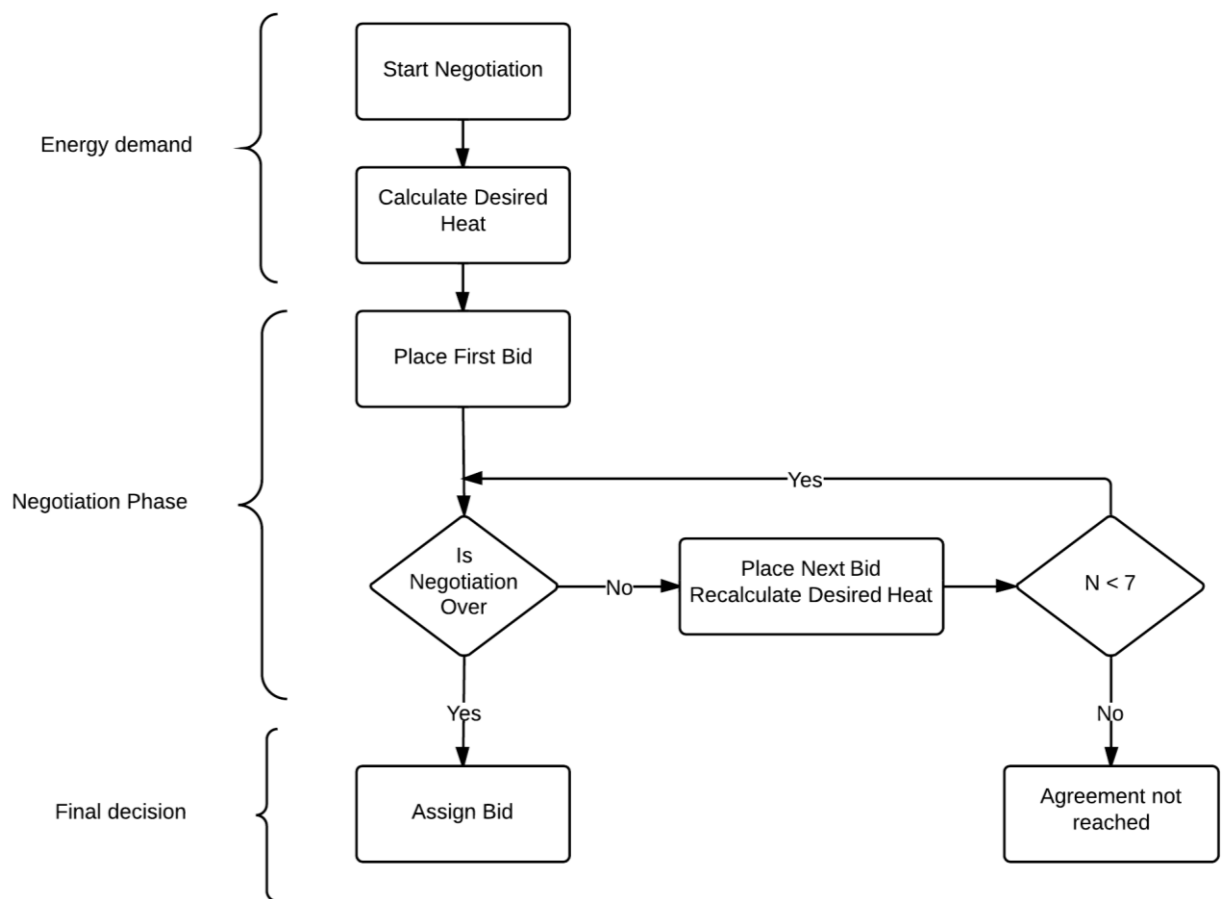 Start Negotiation
Energy demand
Calculate Desired
Heat
Place First Bid
Yes
Negotiation Phase
Is
Negotiation
Over
No
Place Next Bid
Recalculate Desired Heat
N < 7
Yes
No
Final decision
Assign Bid
Agreement not
reached